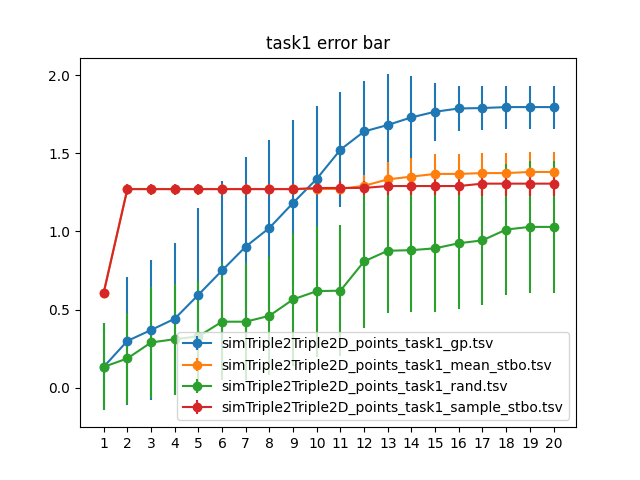 task1 error bar
2.0
1.5
1.0
0.5
0.0
simTriple2Triple2D_points_task1_gp.tsv
simTriple2Triple2D_points_task1_mean_stbo.tsv
simTriple2Triple2D_points_task1_rand.tsv
simTriple2Triple2D_points_task1_sample_stbo.tsv
1 2 3 4 5 6 7 8 9 10 11 12 13 14 15 16 17 18 19 20